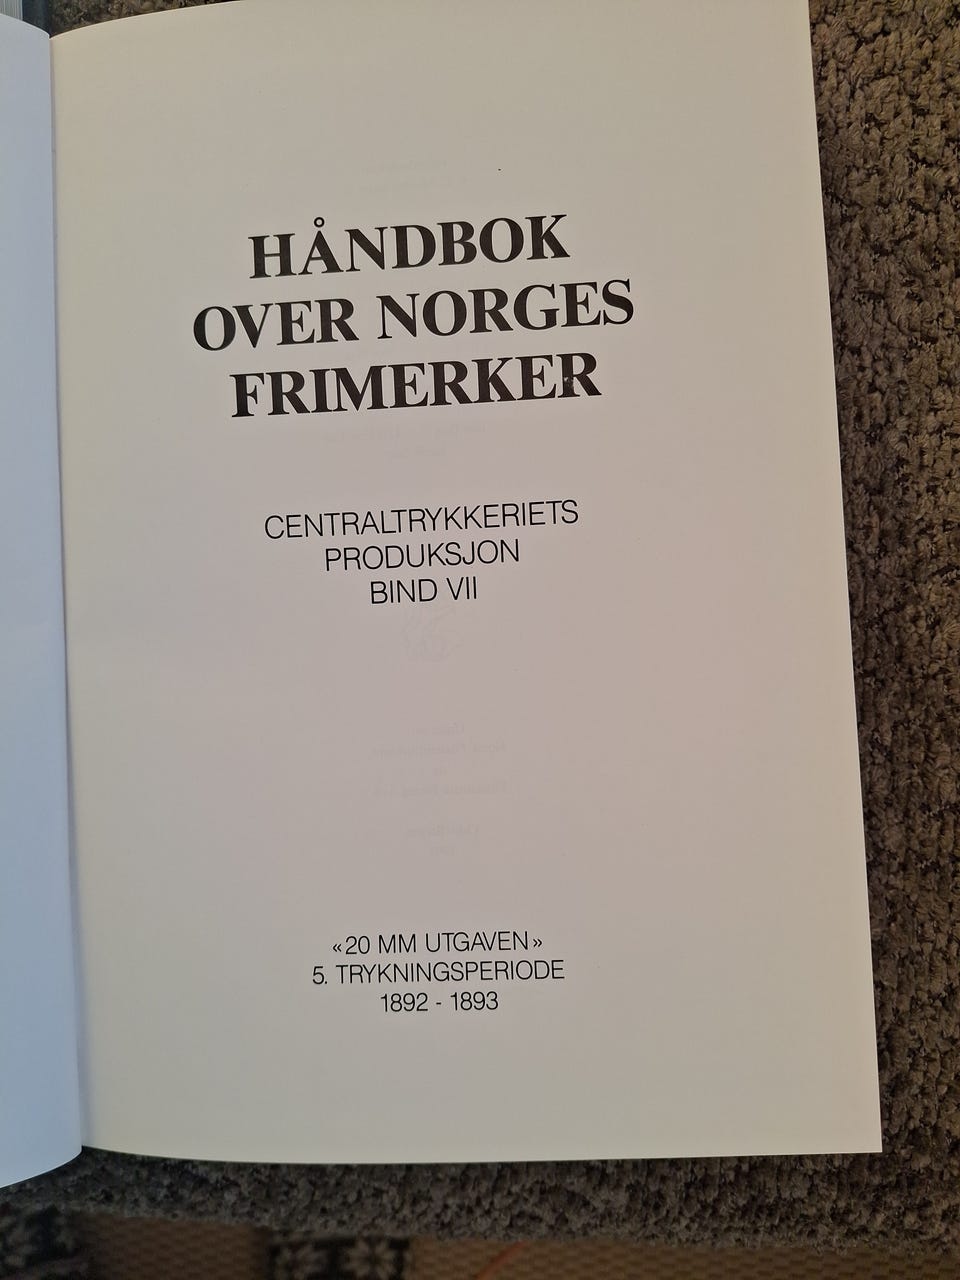 HÅNDBOK
OVER NORGES
FRIMERKER
CENTRALTRYKKERIETS
PRODUKSJON
BIND VII
«20 MM UTGAVEN»
5. TRYKNINGSPERIODE
1892 - 1893